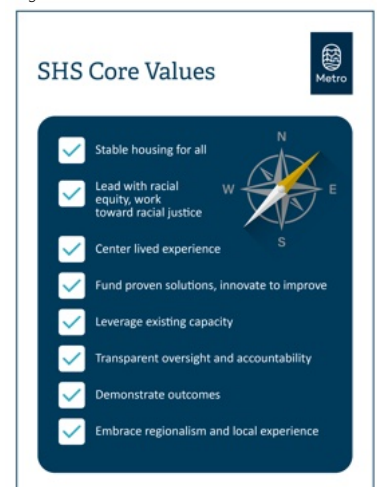 SHS Core Values
Metro
N
Stable housing for all
W
E
Lead with racial
equity, work
toward racial justice
S
Center lived experience
Fund proven solutions, innovate to improve
Leverage existing capacity
Transparent oversight and accountability
Demonstrate outcomes
Embrace regionalism and local experience